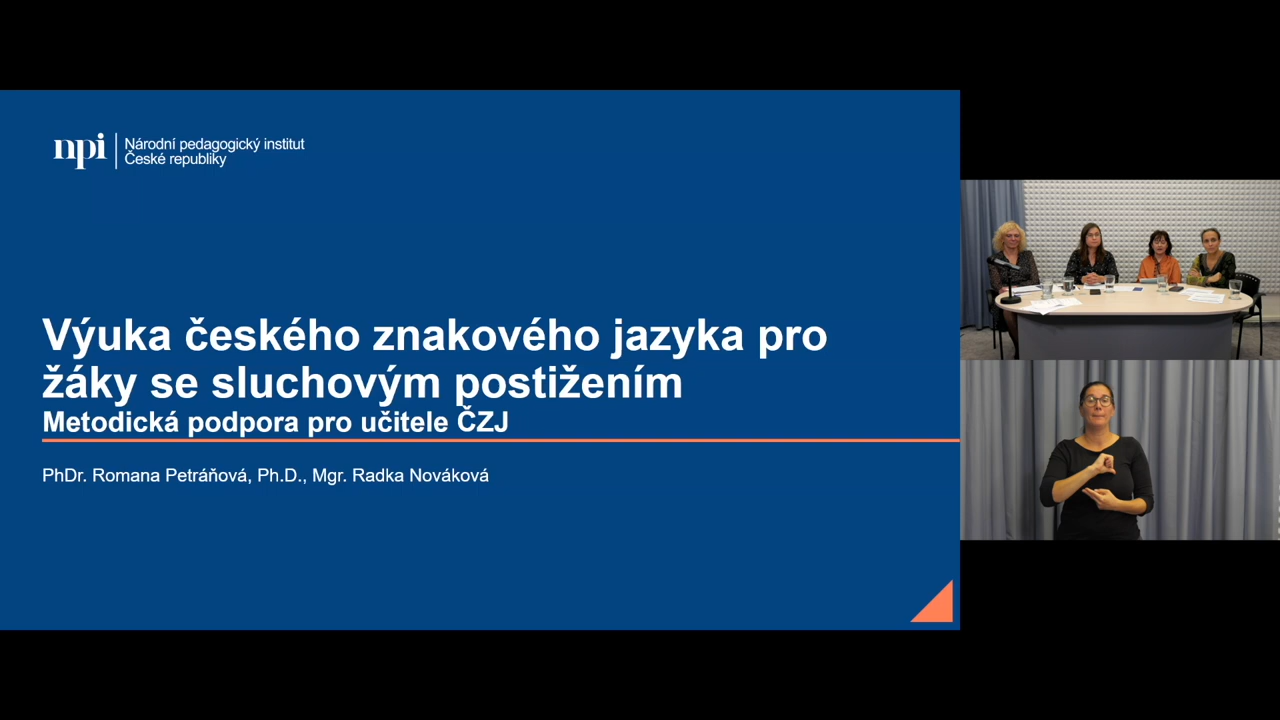 npi
Národní pedagogický institut
České republiky
Výuka českého znakového jazyka pro
žáky se sluchovým postižením
Metodická podpora pro učitele ČZJ
PhDr. Romana Petráňová, Ph.D., Mgr. Radka Nováková